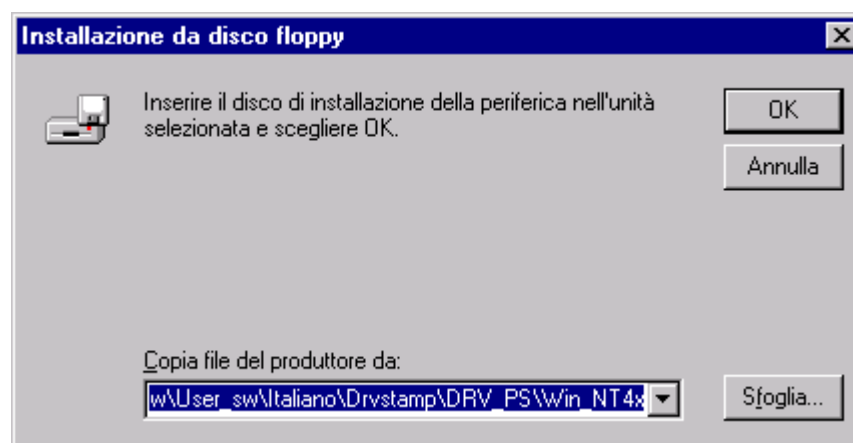 Installazione da disco floppy
Inserire il disco di installazione della periferica nell'unità
selezionata e scegliere OK.
OK
Annulla
Copia file del produttore da:
w\User_sw\Italiano\Drvstamp\DRV_PS\Win_NT4x
Sfoglia...